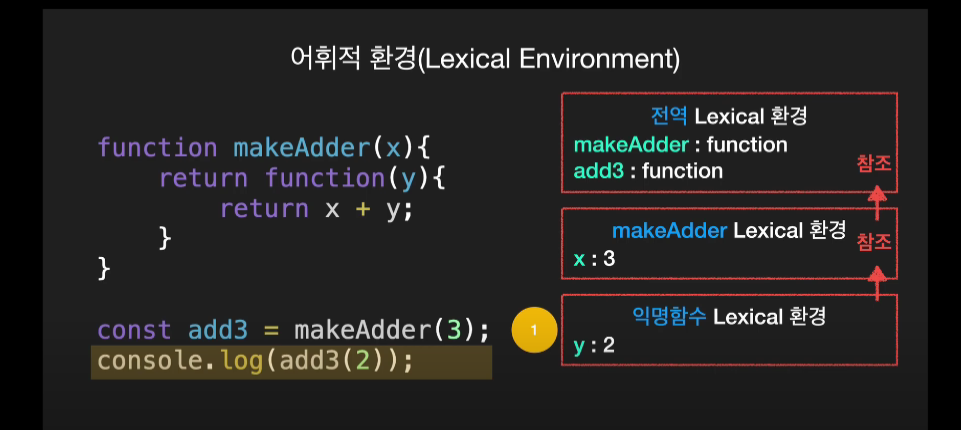 어휘적 환경(Lexical Environment)
function makeAdder(x){
return function(y){
return x + y;
}
}
const add3 = makeAdder(3);
console.log(add3(2));
1
전역 Lexical 환경
makeAdder : function
add3 : function
참조
makeAdder Lexical 환경
x : 3
참조
익명함수 Lexical 환경
y : 2